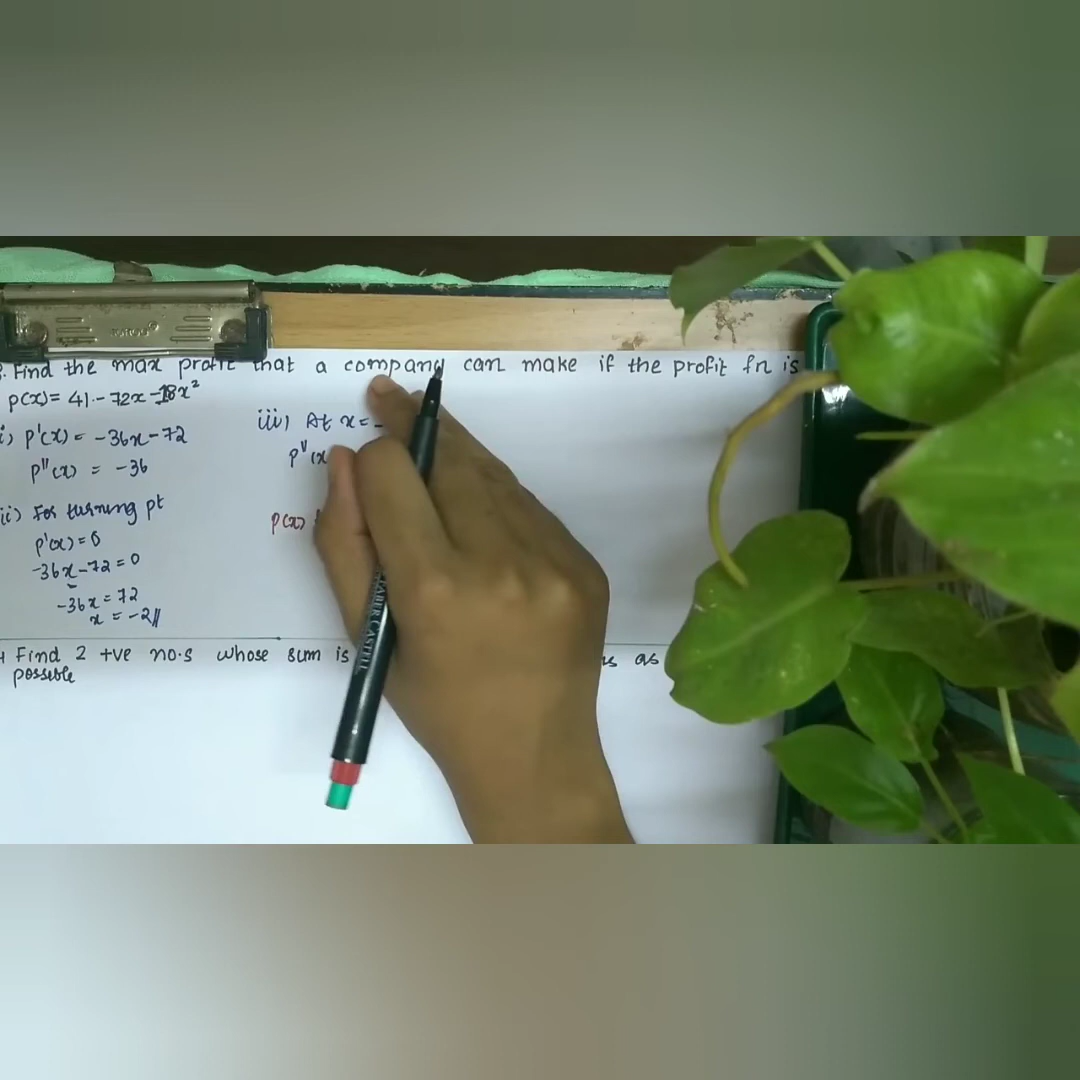 Find the max profit that a company can make if the profit fn is
p(x)= 41 - 72x - 18x²
i) p'(x) = -36x - 72
p''(x) = -36
ii) For turning pt
p'(x) = 0
-36x - 72 = 0
-36x = 72
x = -2//
iii) At x = -
p''(x
p(x)
Find 2 +ve no.s whose sum is as
possible
FABER CASTELL